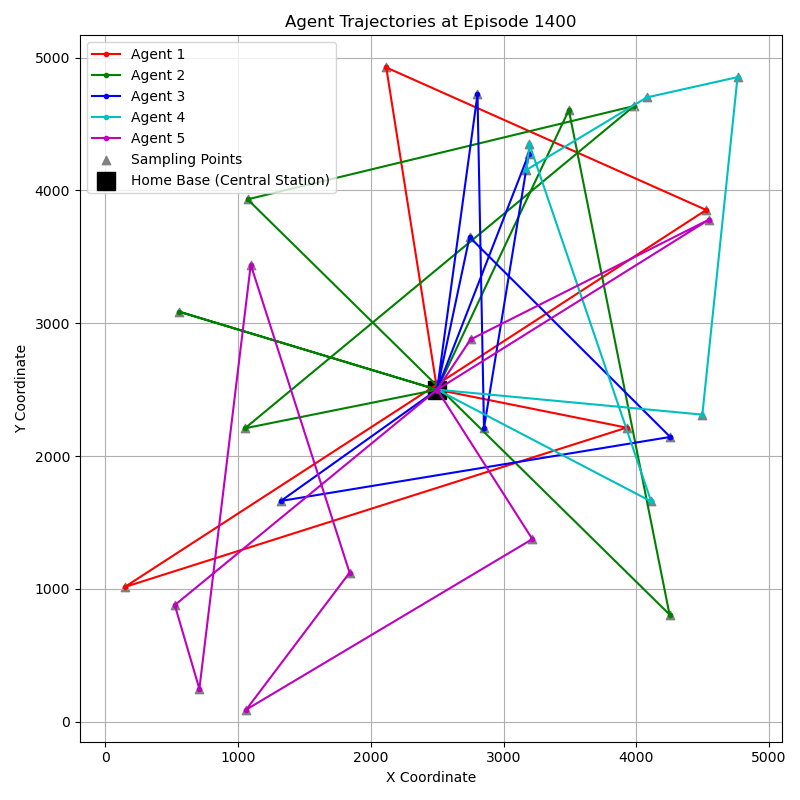 Agent Trajectories at Episode 1400
Y Coordinate
5000
4000
3000
2000
1000
0
Agent 1
Agent 2
Agent 3
Agent 4
Agent 5
Sampling Points
Home Base (Central Station)
0 1000 2000 3000 4000 5000
X Coordinate